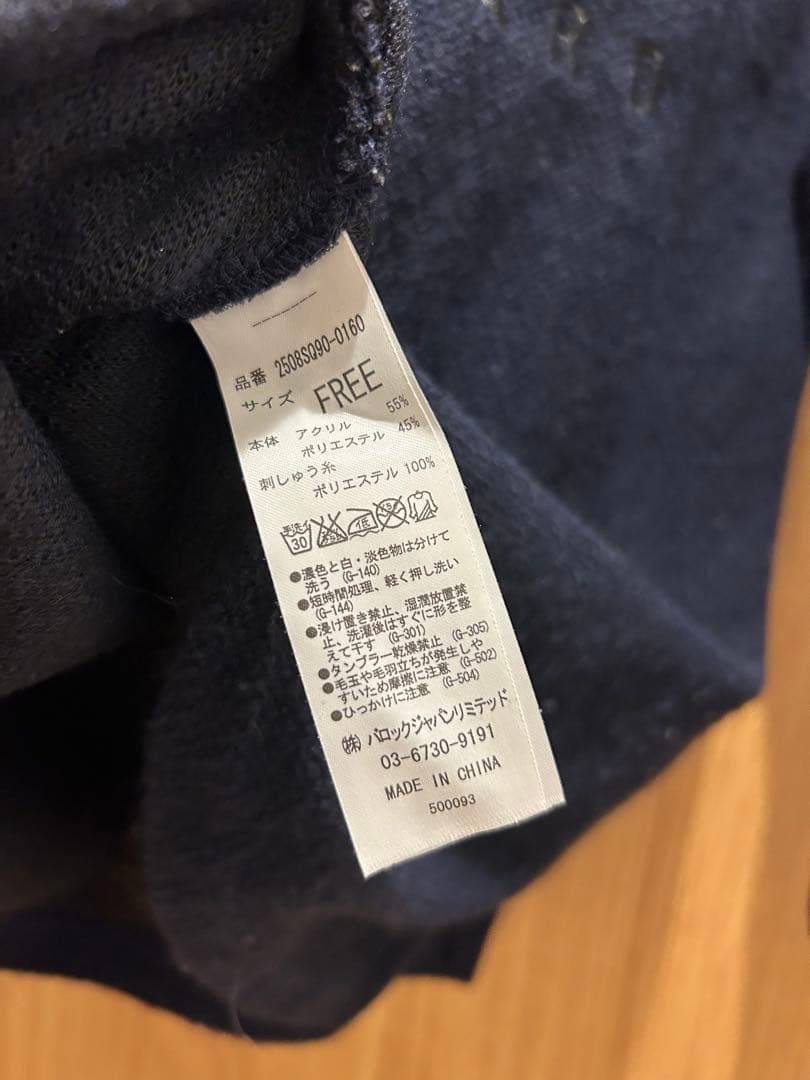 品番 2508SQ90-0160
サイズ FREE
本体 アクリル 55%
ポリエステル 45%
刺しゅう糸
ポリエステル 100%
手洗イ 30 低
●濃色と白・淡色物は分けて
洗う (G-140)
●短時間処理、軽く押し洗い
(G-144)
●浸け置き禁止、湿潤放置禁
止、洗濯後はすぐに形を整
えて干す (G-301)
●タンブラー乾燥禁止 (G-305)
●毛玉や毛羽立ちが発生しや
すいため摩擦に注意 (G-502)
●ひっかけに注意 (G-504)
㈱ バロックジャパンリミテッド
03-6730-9191
MADE IN CHINA
500093